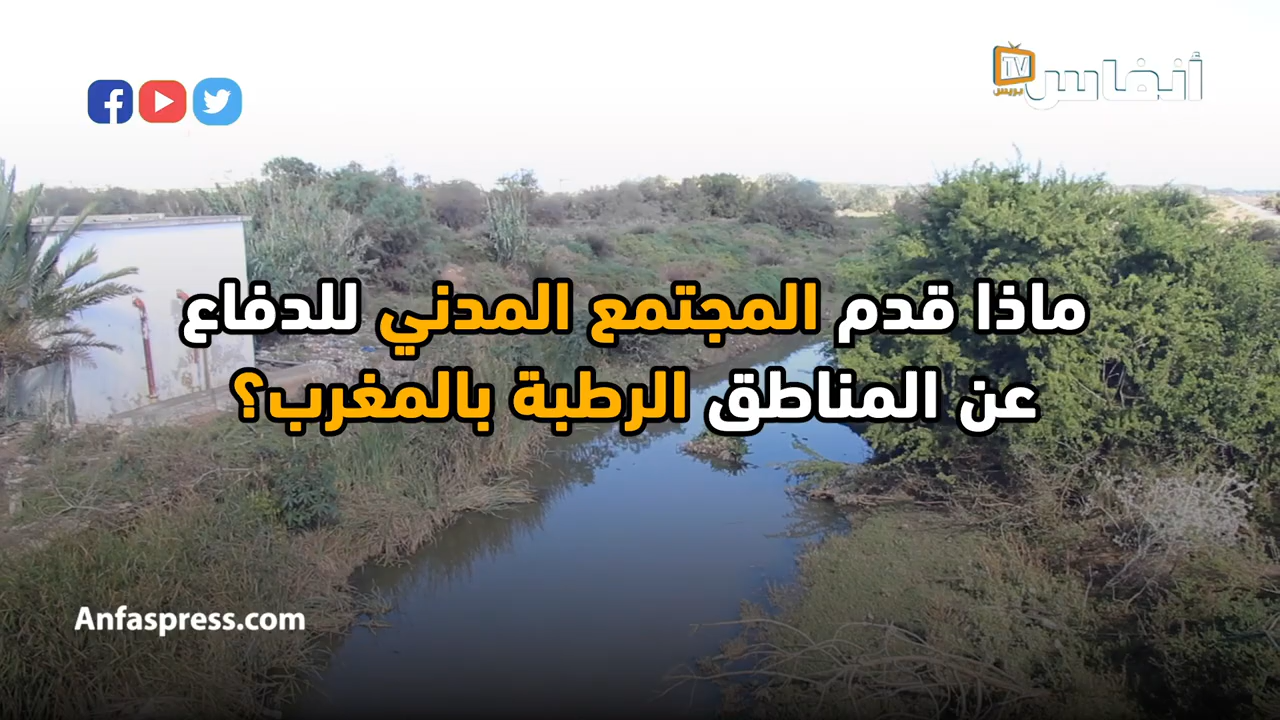 أنفاس
TV
بريس
ماذا قدم المجتمع المدني للدفاع
عن المناطق الرطبة بالمغرب؟
Anfaspress.com